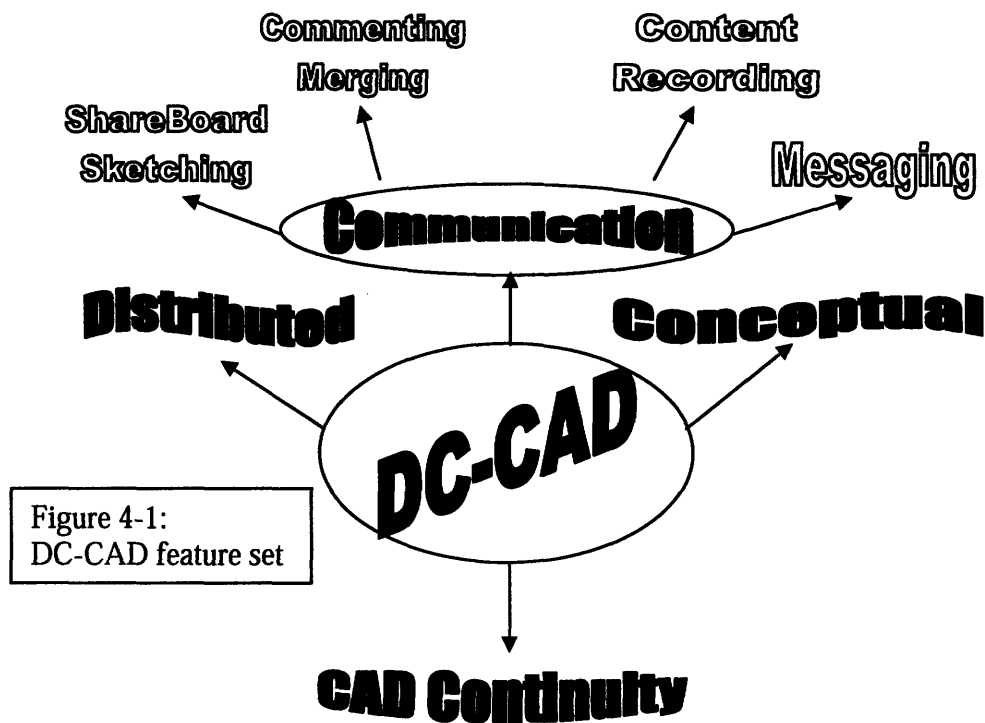 Commenting
Merging
Content
Recording
ShareBoard
Sketching
Messaging
Communication
Distributed
Conceptual
DC-CAD
Figure 4-1:
DC-CAD feature set
CAD Continuity